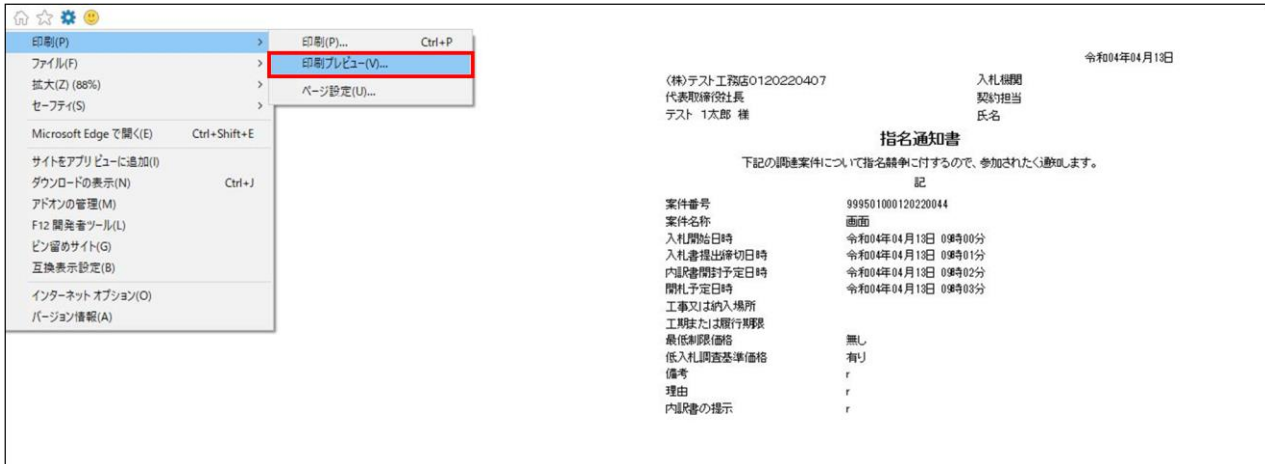 印刷(P) >
ファイル(F) >
拡大(Z) (88%) >
セーフティ(S) >
Microsoft Edge で開く(E) Ctrl+Shift+E
サイトをアプリ ビューに追加(I)
ダウンロードの表示(N) Ctrl+J
アドオンの管理(M)
F12 開発者ツール(L)
ピン留めサイト(G)
互換表示設定(B)
インターネット オプション(O)
バージョン情報(A)
印刷(P)... Ctrl+P
印刷プレビュー(V)...
ページ設定(U)...
令和04年04月13日
(株)テスト工務店0120220407 入札機関
代表取締役社長 契約担当
テスト 1太郎 様 氏名
指名通知書
下記の調達案件について指名競争に付するので、参加されたく通知します。
記
案件番号 999501000120220044
案件名称 画面
入札開始日時 令和04年04月13日 09時00分
入札書提出締切日時 令和04年04月13日 09時01分
内訳書開封予定日時 令和04年04月13日 09時02分
開札予定日時 令和04年04月13日 09時03分
工事又は納入場所
工期または履行期限
最低制限価格 無し
低入札調査基準価格 有り
備考 r
理由 r
内訳書の提示 r